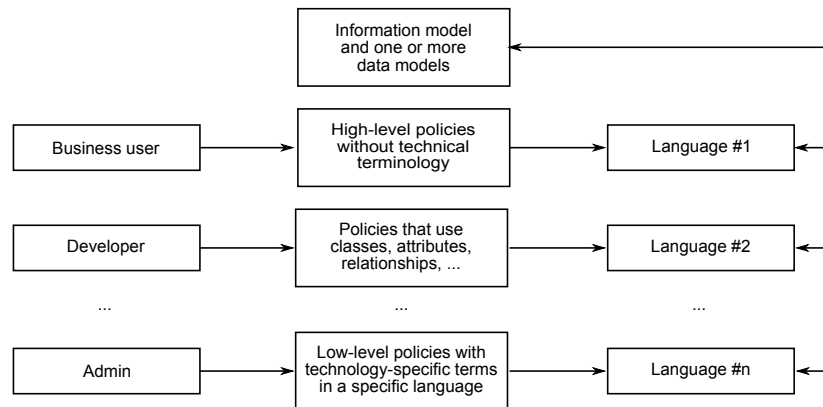 Information model
and one or more
data models
Business user
High-level policies
without technical
terminology
Language #1
Developer
Policies that use
classes, attributes,
relationships, ...
Language #2
...
...
...
Admin
Low-level policies with
technology-specific terms
in a specific language
Language #n